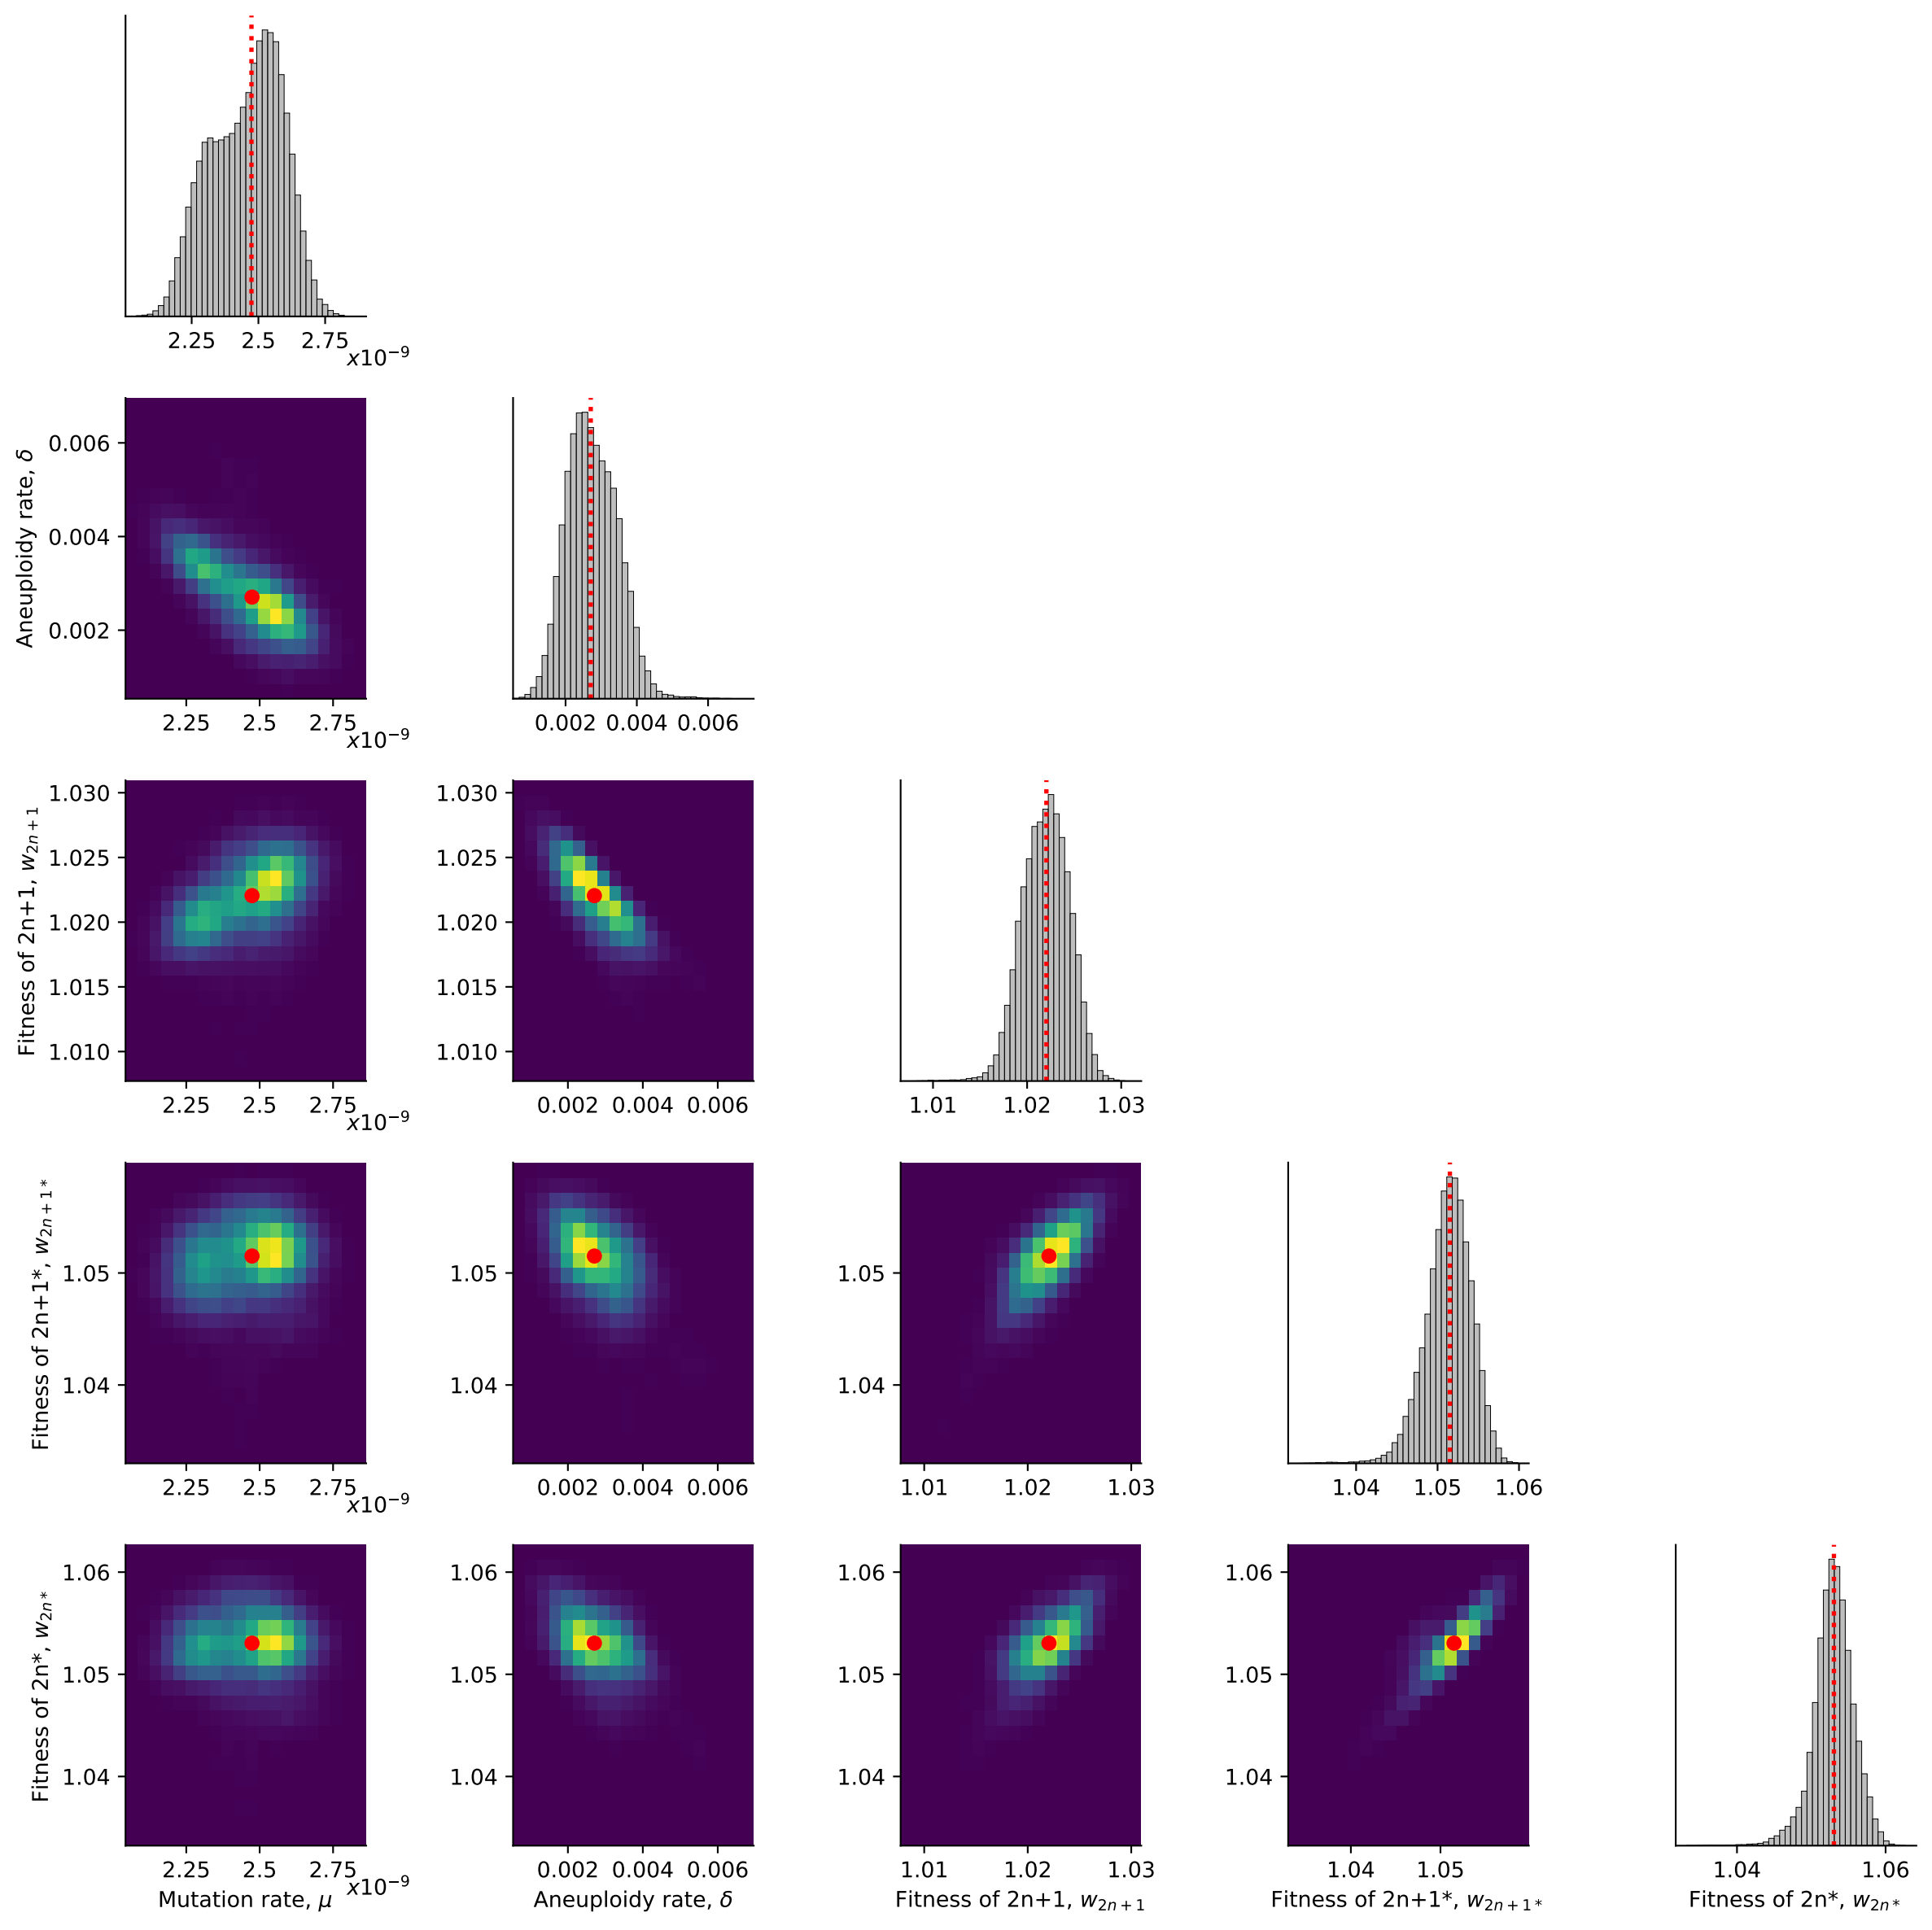 2.25 2.5 2.75
x10⁻⁹
Aneuploidy rate, δ
0.006
0.004
0.002
2.25 2.5 2.75
x10⁻⁹
0.002 0.004 0.006
Fitness of 2n+1, w₂ₙ₊₁
1.030
1.025
1.020
1.015
1.010
2.25 2.5 2.75
x10⁻⁹
1.030
1.025
1.020
1.015
1.010
0.002 0.004 0.006
1.01 1.02 1.03
Fitness of 2n+1*, w₂ₙ₊₁*
1.05
1.04
2.25 2.5 2.75
x10⁻⁹
1.05
1.04
0.002 0.004 0.006
1.05
1.04
1.01 1.02 1.03
1.04 1.05 1.06
Fitness of 2n*, w₂ₙ*
1.06
1.05
1.04
2.25 2.5 2.75
x10⁻⁹
Mutation rate, μ
1.06
1.05
1.04
0.002 0.004 0.006
Aneuploidy rate, δ
1.06
1.05
1.04
1.01 1.02 1.03
Fitness of 2n+1, w₂ₙ₊₁
1.06
1.05
1.04
1.04 1.05
Fitness of 2n+1*, w₂ₙ₊₁*
1.04 1.06
Fitness of 2n*, w₂ₙ*